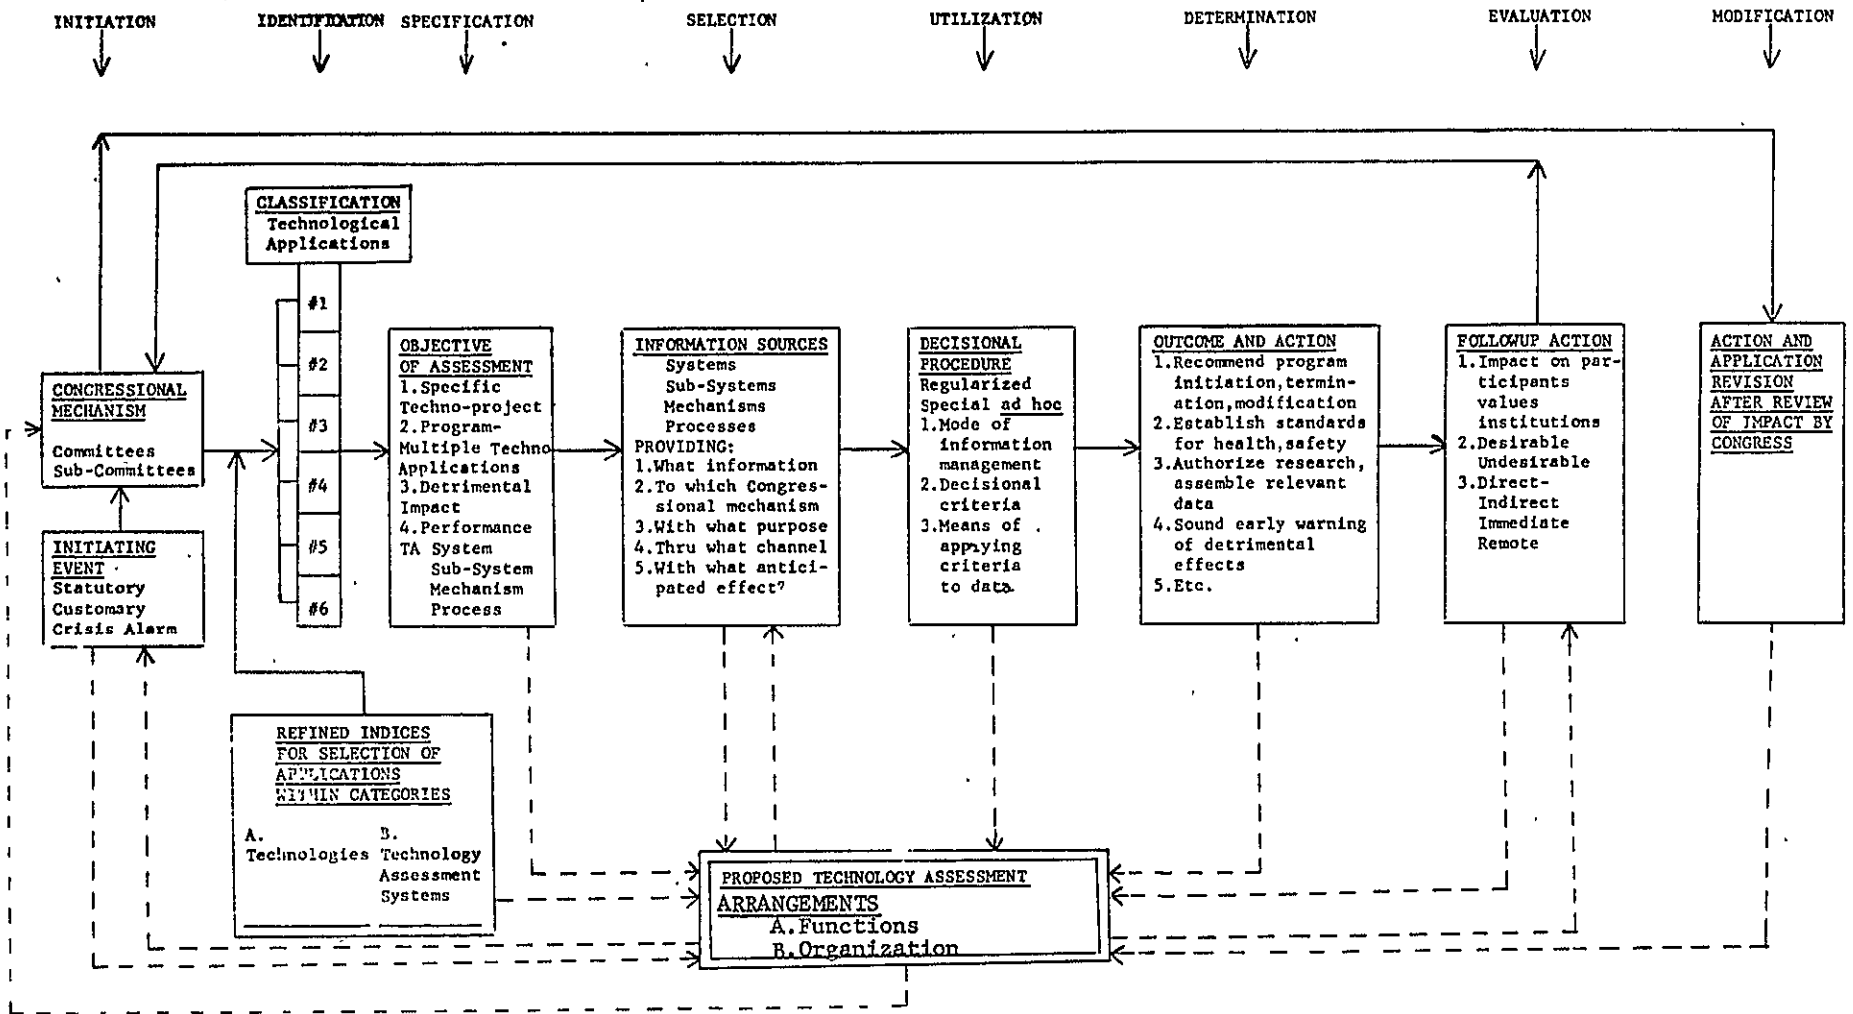 INITIATION
IDENTIFICATION
SPECIFICATION
SELECTION
UTILIZATION
DETERMINATION
EVALUATION
MODIFICATION
CLASSIFICATION
Technological
Applications
#1
#2
#3
#4
#5
#6
CONGRESSIONAL
MECHANISM
Committees
Sub-Committees
INITIATING
EVENT
Statutory
Customary
Crisis Alarm
OBJECTIVE
OF ASSESSMENT
1.Specific
Techno-project
2.Program-
Multiple Techno
Applications
3.Detrimental
Impact
4.Performance
TA System
Sub-System
Mechanism
Process
INFORMATION SOURCES
Systems
Sub-Systems
Mechanisms
Processes
PROVIDING:
1.What information
2.To which Congres-
sional mechanism
3.With what purpose
4.Thru what channel
5.With what antici-
pated effect?
DECISIONAL
PROCEDURE
Regularized
Special ad hoc
1.Mode of
information
management
2.Decisional
criteria
3.Means of
applying
criteria
to data
OUTCOME AND ACTION
1.Recommend program
initiation,termin-
ation,modification
2.Establish standards
for health,safety
3.Authorize research,
assemble relevant
data
4.Sound early warning
of detrimental
effects
5.Etc.
FOLLOWUP ACTION
1.Impact on par-
ticipants
values
institutions
2.Desirable
Undesirable
3.Direct-
Indirect
Immediate
Remote
ACTION AND
APPLICATION
REVISION
AFTER REVIEW
OF IMPACT BY
CONGRESS
REFINED INDICES
FOR SELECTION OF
APPLICATIONS
WITHIN CATEGORIES
A.
Technologies
B.
Technology
Assessment
Systems
PROPOSED TECHNOLOGY ASSESSMENT
ARRANGEMENTS
A.Functions
B.Organization